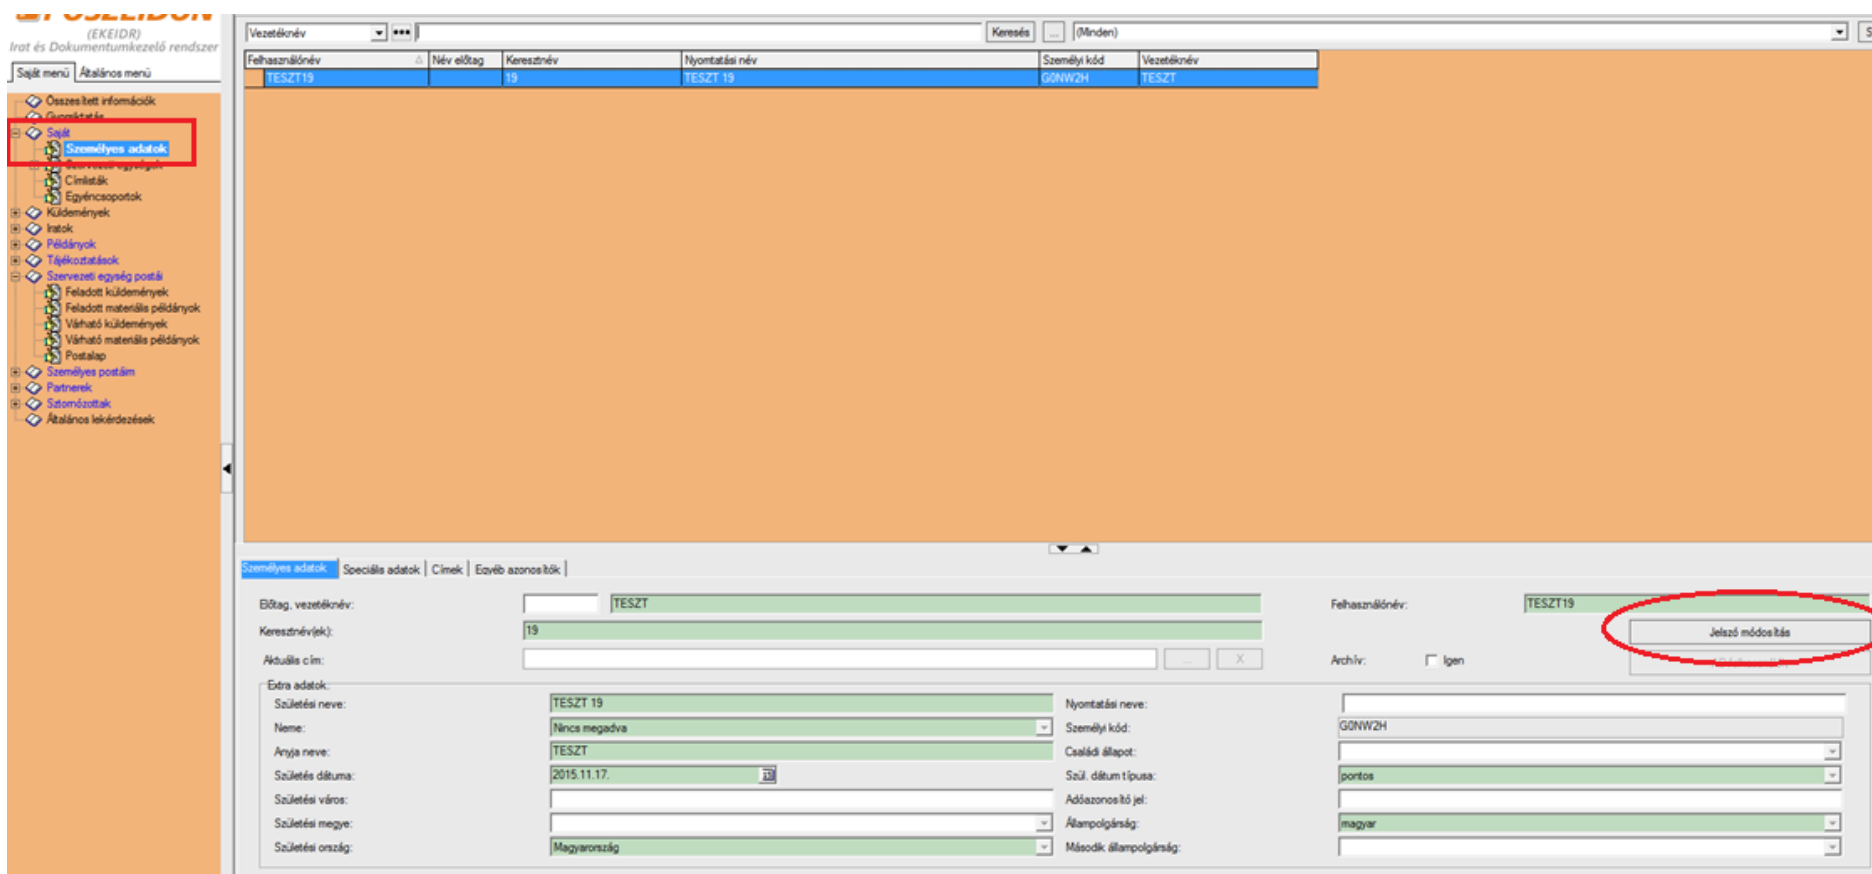 POSZEIDON
(EKEIDR)
Irat és Dokumentumkezelő rendszer
Saját menü Általános menü
Összesített információk
Gyorsiktatás
Saját
Személyes adatok
Szervezeti egységek
Címlisták
Egyéncsoportok
Küldemények
Iratok
Példányok
Tájékoztatások
Szervezeti egység postái
Feladott küldemények
Feladott materiális példányok
Várható küldemények
Várható materiális példányok
Postalap
Személyes postáim
Partnerek
Sztornózottak
Általános lekérdezések
Vezetéknév Keresés ... (Minden) S
Felhasználónév Név előtag Keresztnév Nyomtatási név Személyi kód Vezetéknév
TESZT19 19 TESZT 19 G0NW2H TESZT
Személyes adatok Speciális adatok Címek Egyéb azonosítók
Előtag, vezetéknév: TESZT Felhasználónév: TESZT19
Keresztnév(ek): 19 Jelszó módosítás
Aktuális cím: ... X Archív: Igen
Extra adatok:
Születési neve: TESZT 19 Nyomtatási neve:
Neme: Nincs megadva Személyi kód: G0NW2H
Anyja neve: TESZT Családi állapot:
Születés dátuma: 2015.11.17. Szül. dátum típusa: pontos
Születési város: Adóazonosító jel:
Születési megye: Állampolgárság: magyar
Születési ország: Magyarország Második állampolgárság: